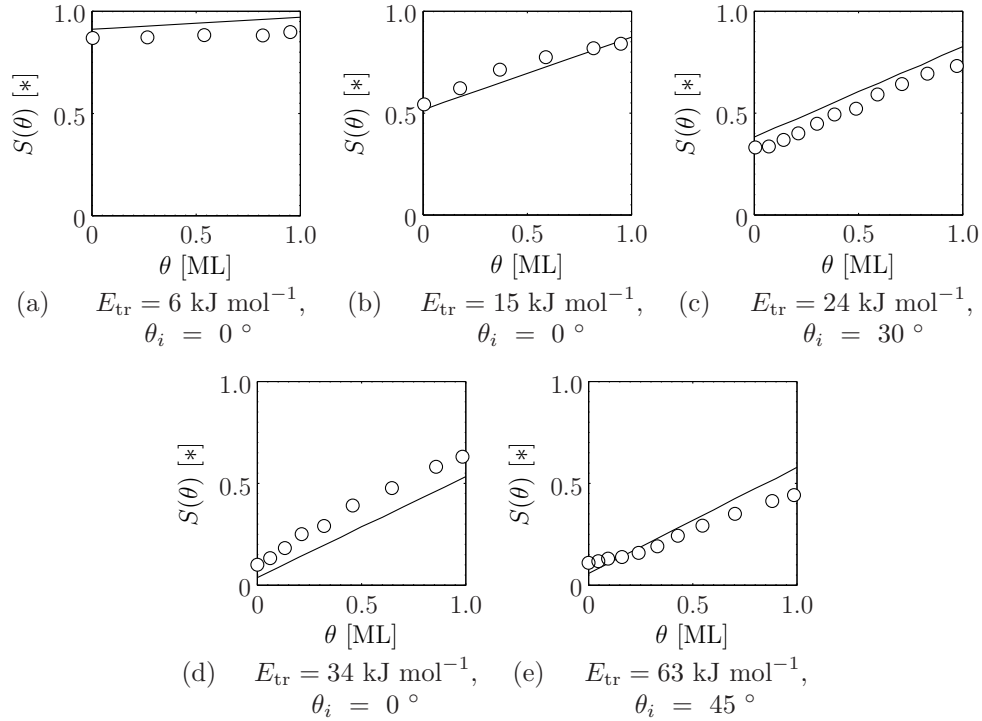 1.0
0.5
0
S(θ) [∗]
0 0.5 1.0
θ [ML]
(a) E_tr = 6 kJ mol⁻¹,
θ_i = 0 °
1.0
0.5
0
S(θ) [∗]
0 0.5 1.0
θ [ML]
(b) E_tr = 15 kJ mol⁻¹,
θ_i = 0 °
1.0
0.5
0
S(θ) [∗]
0 0.5 1.0
θ [ML]
(c) E_tr = 24 kJ mol⁻¹,
θ_i = 30 °
1.0
0.5
0
S(θ) [∗]
0 0.5 1.0
θ [ML]
(d) E_tr = 34 kJ mol⁻¹,
θ_i = 0 °
1.0
0.5
0
S(θ) [∗]
0 0.5 1.0
θ [ML]
(e) E_tr = 63 kJ mol⁻¹,
θ_i = 45 °